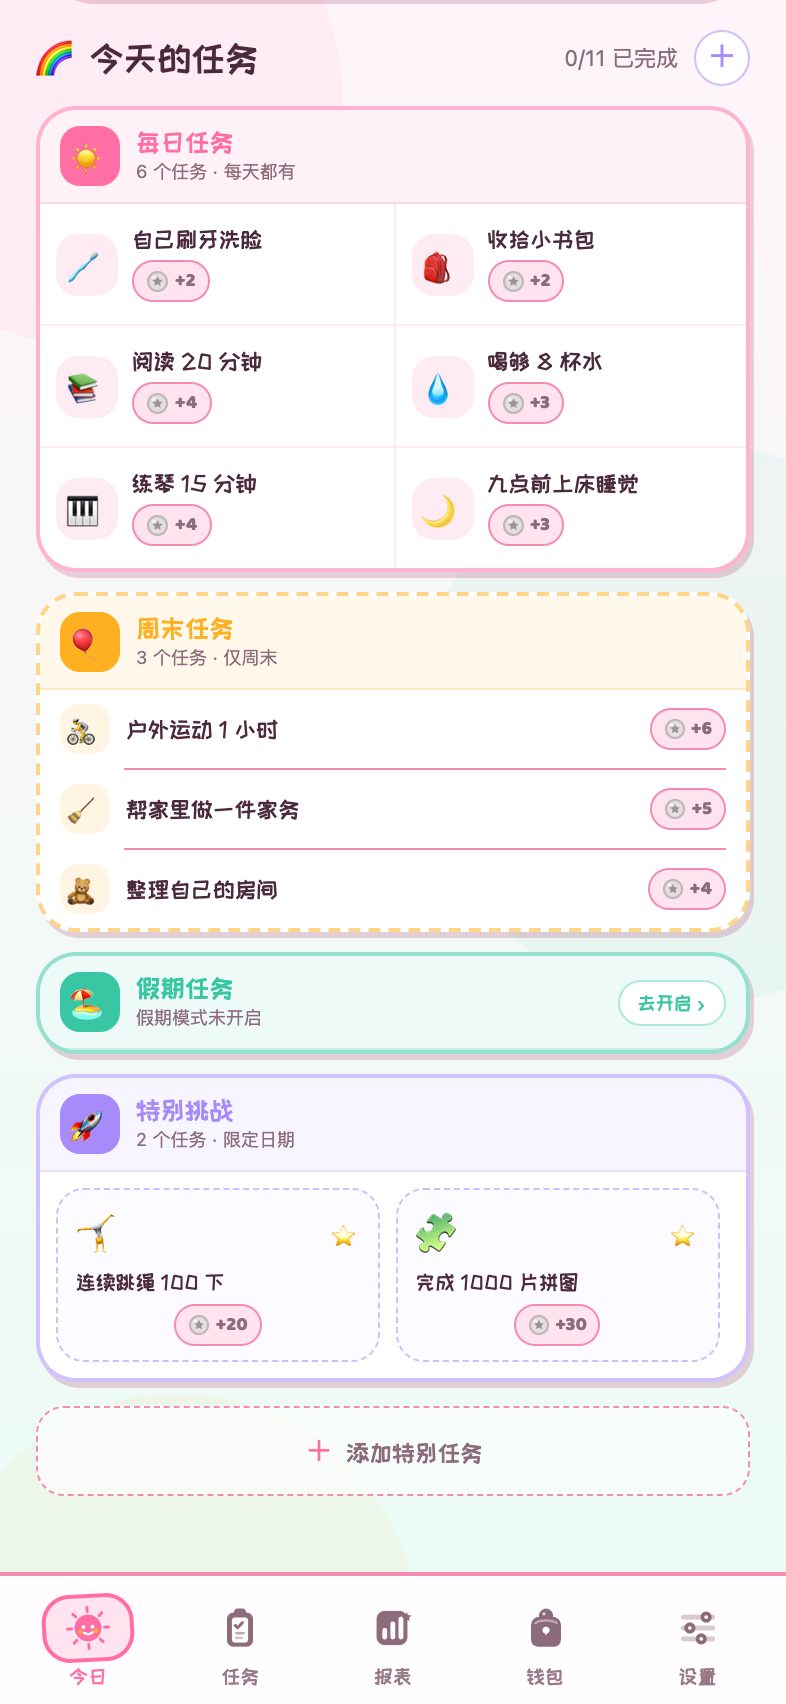 今天的任务
0/11 已完成
每日任务
6 个任务 · 每天都有
自己刷牙洗脸
+2
收拾小书包
+2
阅读 20 分钟
+4
喝够 8 杯水
+3
练琴 15 分钟
+4
九点前上床睡觉
+3
周末任务
3 个任务 · 仅周末
户外运动 1 小时
+6
帮家里做一件家务
+5
整理自己的房间
+4
假期任务
假期模式未开启
去开启 ›
特别挑战
2 个任务 · 限定日期
连续跳绳 100 下
+20
完成 1000 片拼图
+30
+ 添加特别任务
今日
任务
报表
钱包
设置